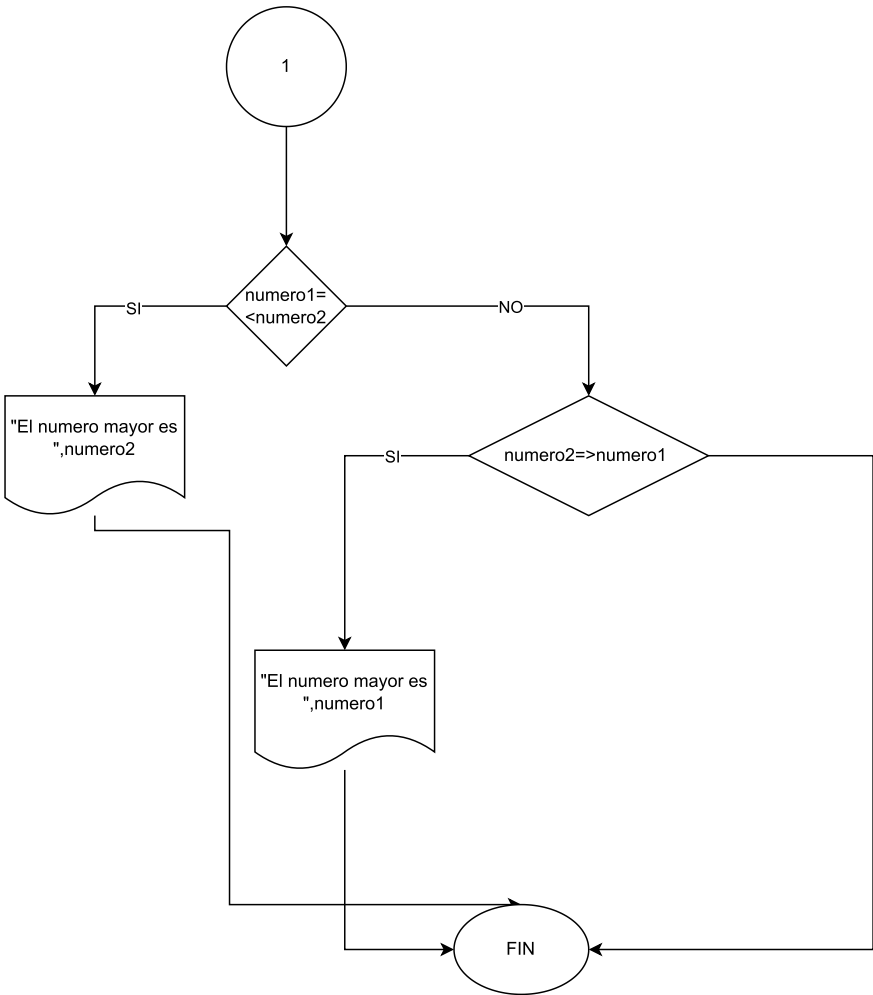 1
numero1=
<numero2
SI
NO
"El numero mayor es
",numero2
numero2=>numero1
SI
"El numero mayor es
",numero1
FIN